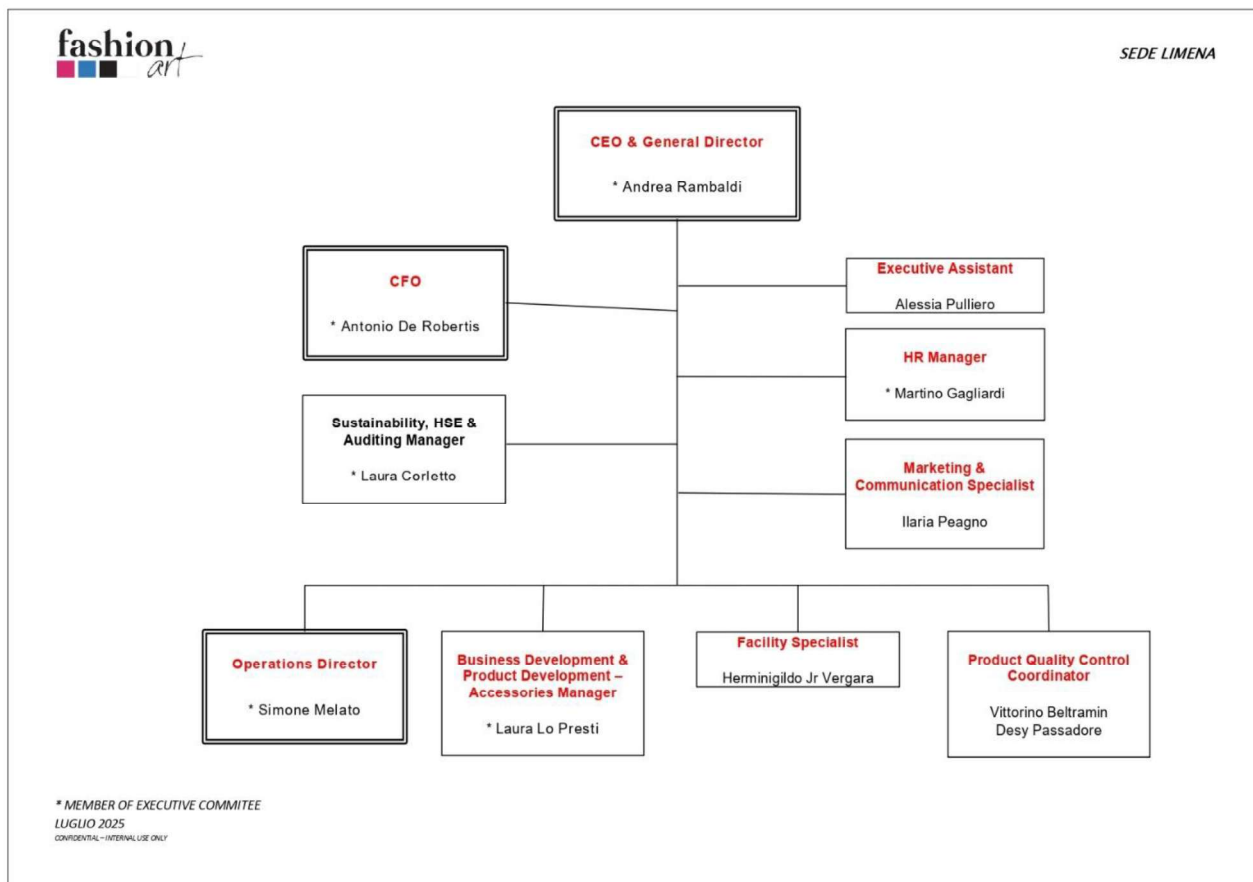 fashion
art
SEDE LIMENA
CEO & General Director
* Andrea Rambaldi
CFO
* Antonio De Robertis
Executive Assistant
Alessia Pulliero
HR Manager
* Martino Gagliardi
Sustainability, HSE &
Auditing Manager
* Laura Corletto
Marketing &
Communication Specialist
Ilaria Peagno
Operations Director
* Simone Melato
Business Development &
Product Development –
Accessories Manager
* Laura Lo Presti
Facility Specialist
Herminigildo Jr Vergara
Product Quality Control
Coordinator
Vittorino Beltramin
Desy Passadore
* MEMBER OF EXECUTIVE COMMITEE
LUGLIO 2025
CONFIDENTIAL – INTERNAL USE ONLY